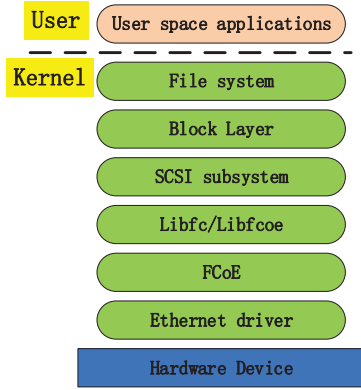 User
User space applications
Kernel
File system
Block Layer
SCSI subsystem
Libfc/Libfcoe
FCoE
Ethernet driver
Hardware Device